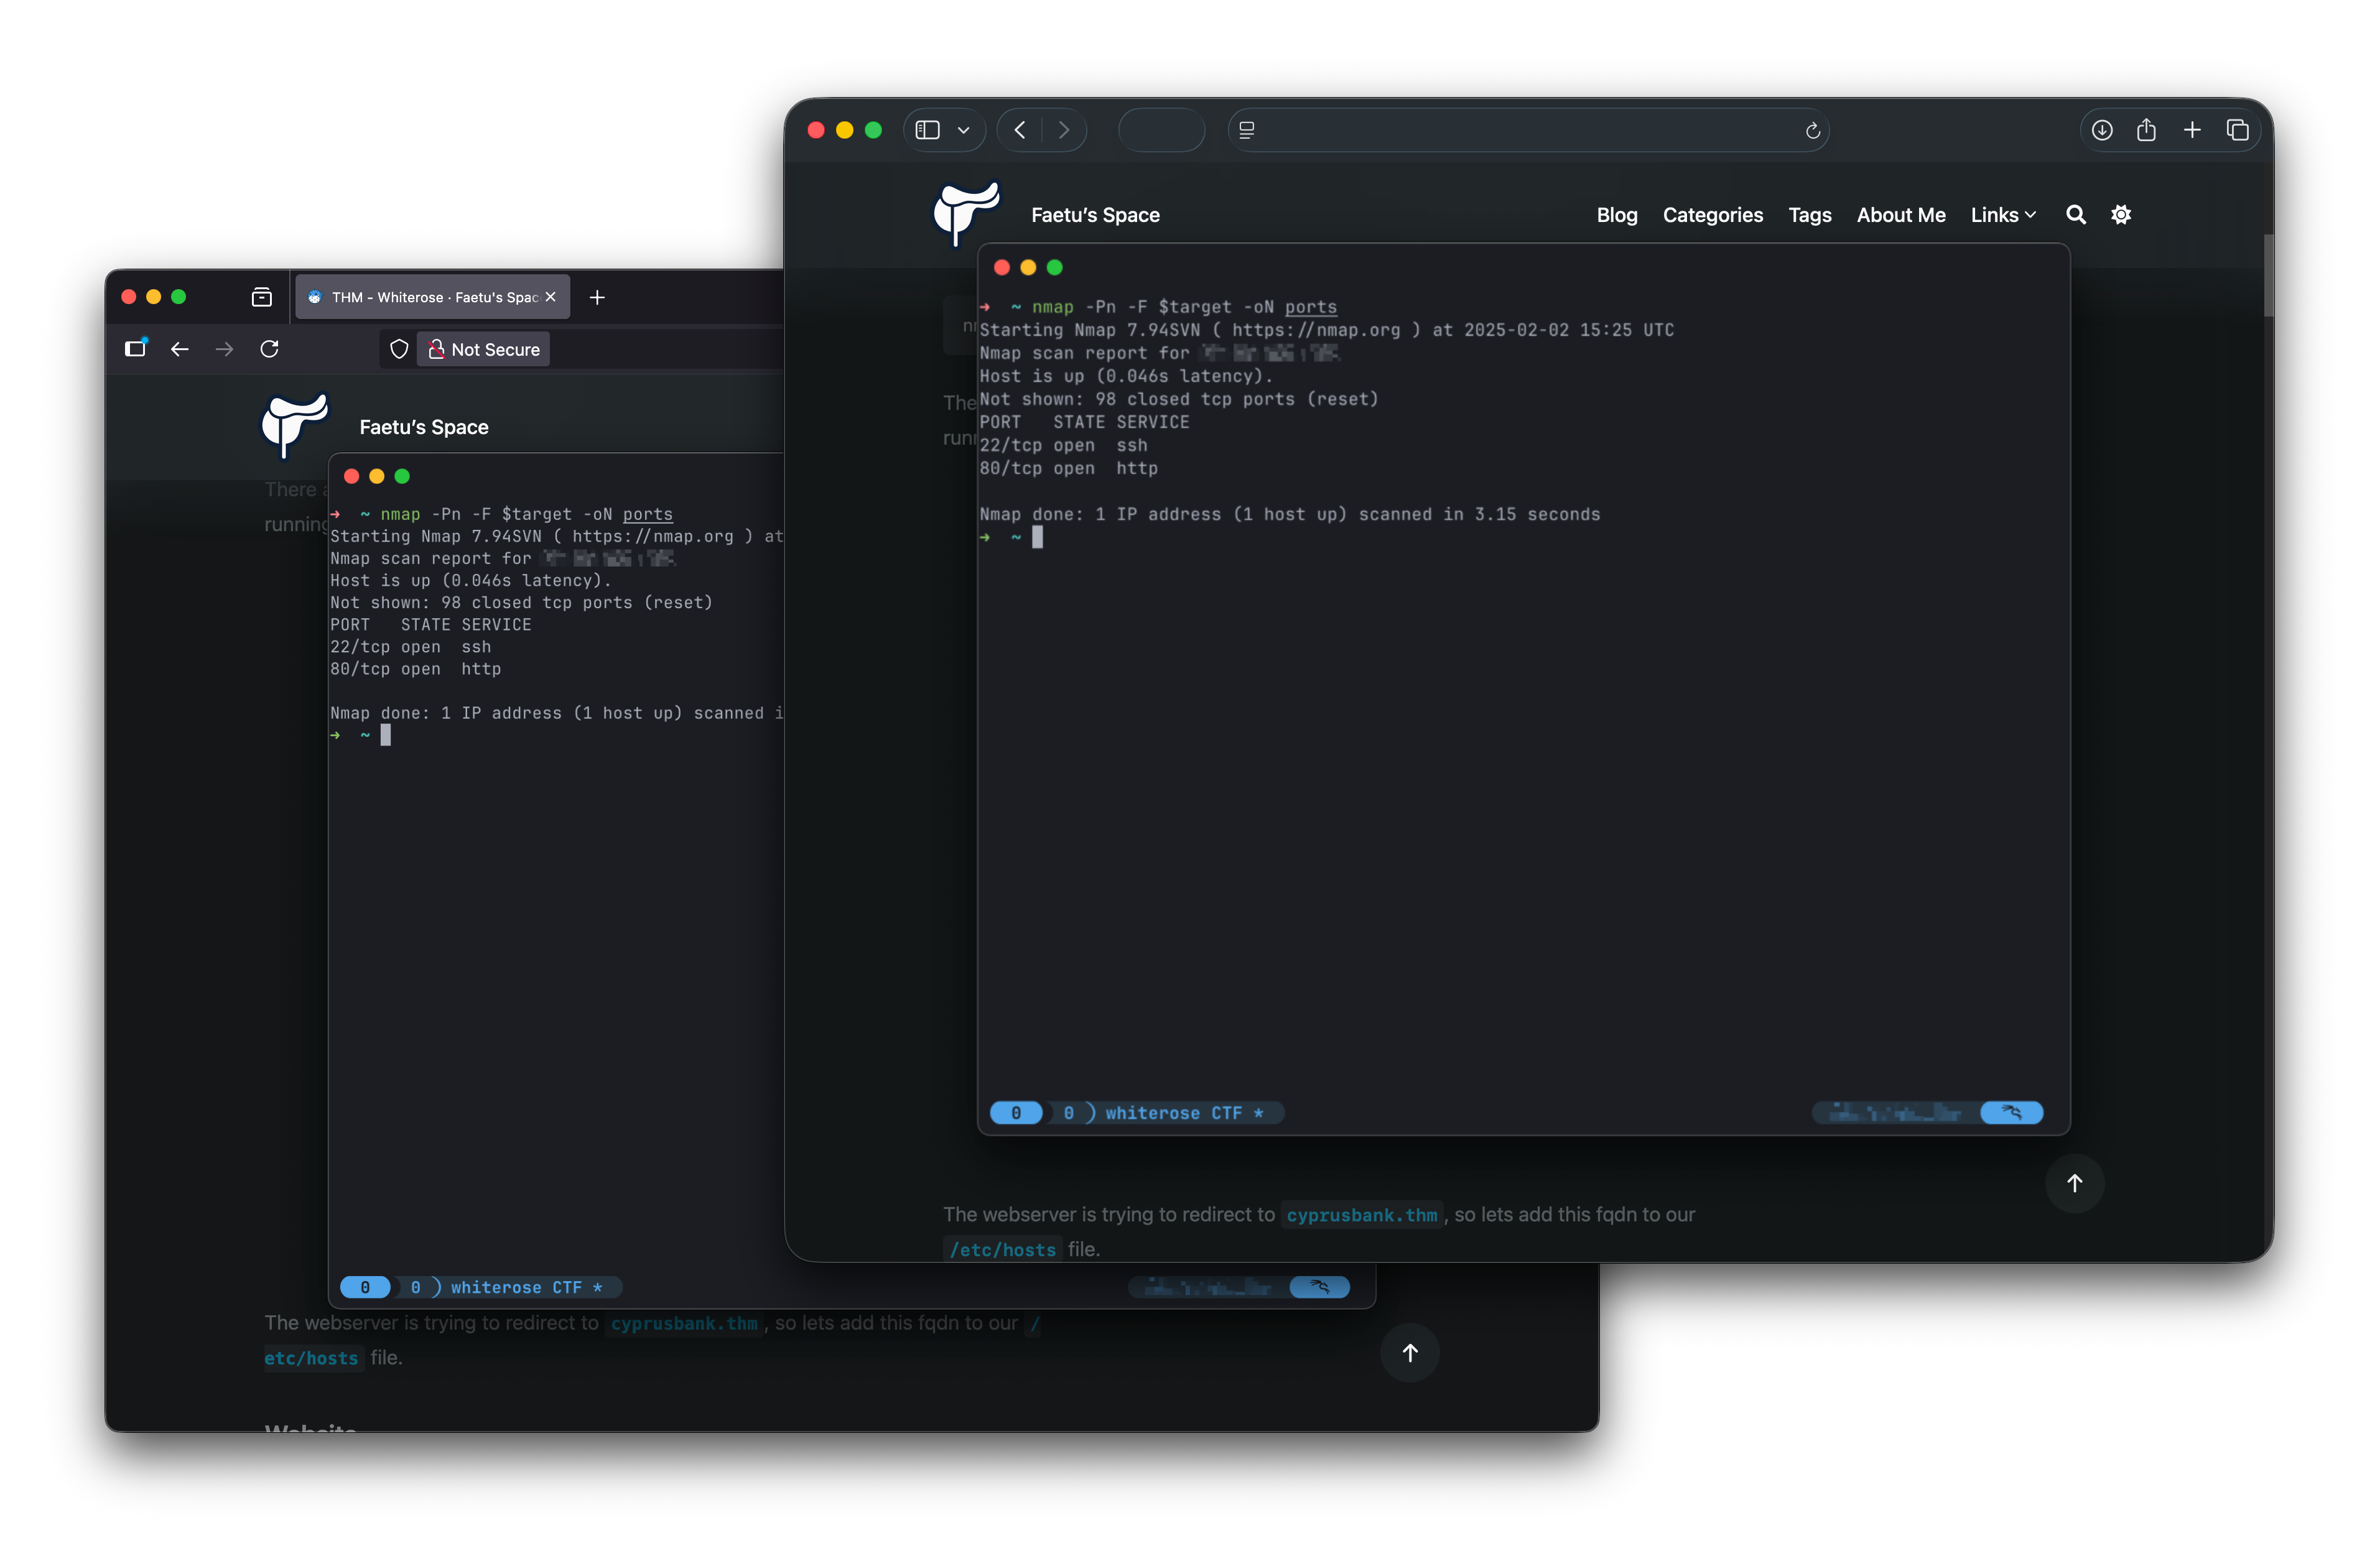 THM - Whiterose · Faetu's Spac
Not Secure
Faetu's Space
There
running
~ nmap -Pn -F $target -oN ports
Starting Nmap 7.94SVN ( https://nmap.org ) at
Nmap scan report for
Host is up (0.046s latency).
Not shown: 98 closed tcp ports (reset)
PORT STATE SERVICE
22/tcp open ssh
80/tcp open http
Nmap done: 1 IP address (1 host up) scanned i
~
0 0 whiterose CTF *
The webserver is trying to redirect to cyprusbank.thm, so lets add this fqdn to our /
etc/hosts file.
Website
Faetu's Space
Blog Categories Tags About Me Links
The
~ nmap -Pn -F $target -oN ports
Starting Nmap 7.94SVN ( https://nmap.org ) at 2025-02-02 15:25 UTC
Nmap scan report for
Host is up (0.046s latency).
Not shown: 98 closed tcp ports (reset)
PORT STATE SERVICE
22/tcp open ssh
80/tcp open http
Nmap done: 1 IP address (1 host up) scanned in 3.15 seconds
~
0 0 whiterose CTF *
The webserver is trying to redirect to cyprusbank.thm, so lets add this fqdn to our
/etc/hosts file.